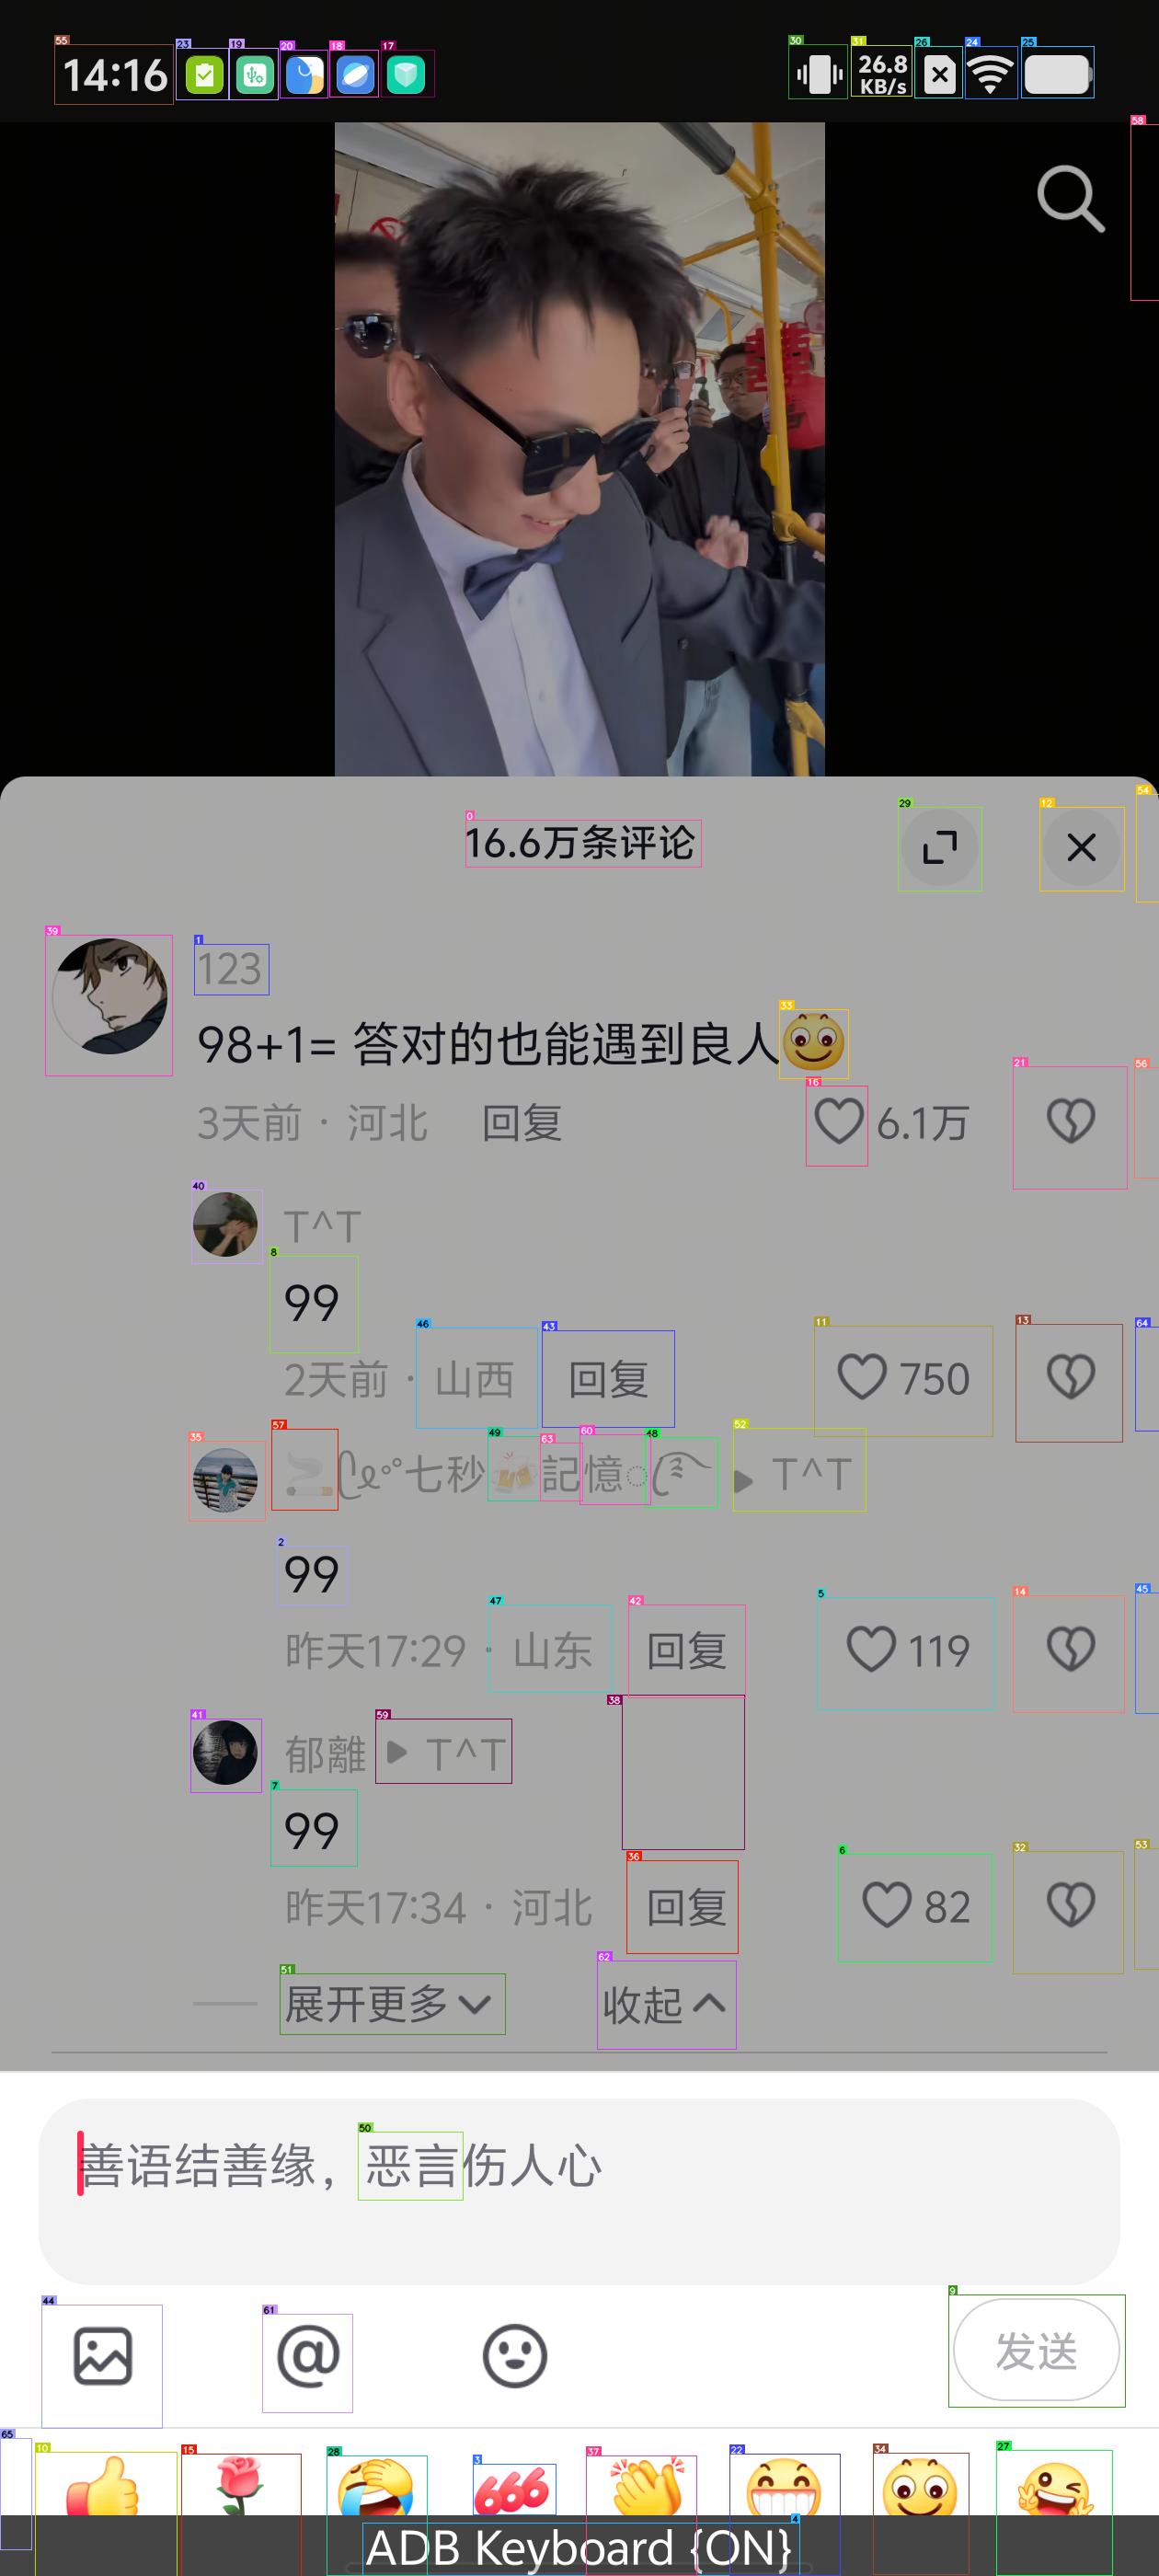 14:16
26.8
KB/s
16.6万条评论
123
98+1= 答对的也能遇到良人
3天前 · 河北 回复
6.1万
T^T
99
2天前 · 山西 回复
750
七秒🍻記憶
T^T
99
昨天17:29 · 山东 回复
119
郁離 ▶ T^T
99
昨天17:34 · 河北 回复
82
展开更多 收起
善语结善缘，恶言伤人心
@
发送
666
ADB Keyboard {ON}